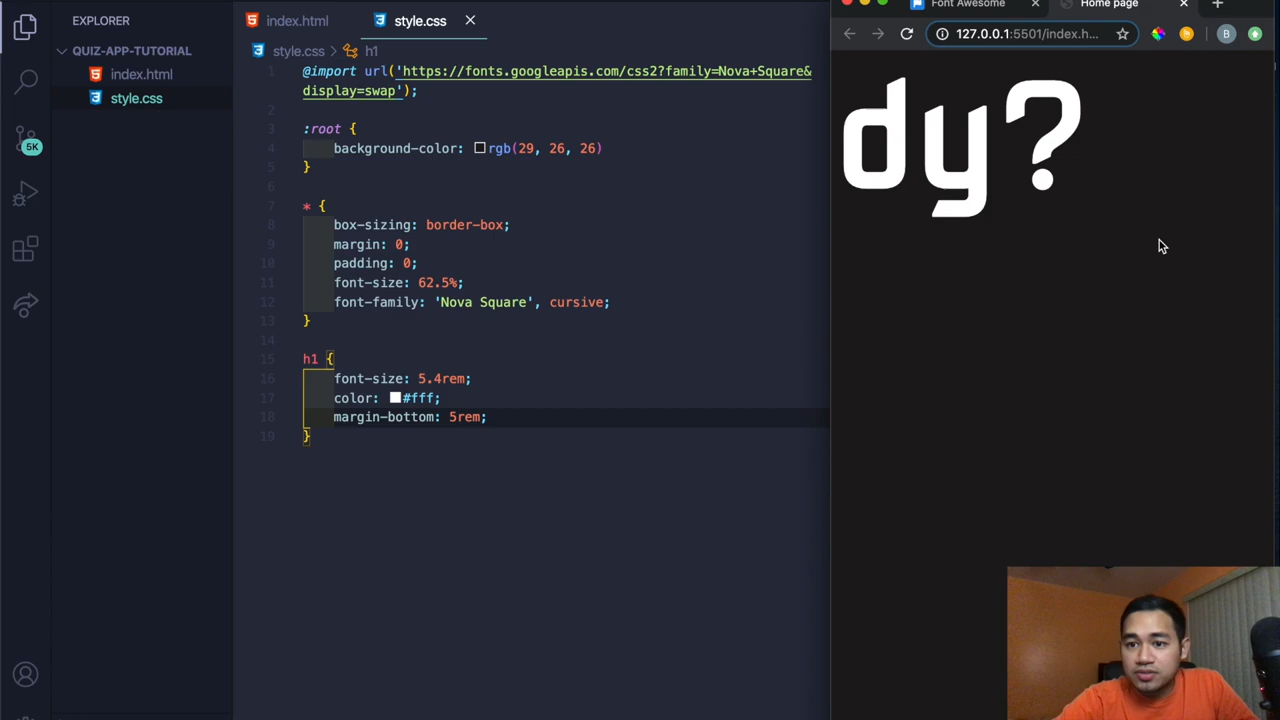 EXPLORER
QUIZ-APP-TUTORIAL
index.html
style.css
5K
index.html
style.css
style.css > h1
1 @import url('https://fonts.googleapis.com/css2?family=Nova+Square&
display=swap');
2
3 :root {
4 background-color: rgb(29, 26, 26)
5 }
6
7 * {
8 box-sizing: border-box;
9 margin: 0;
10 padding: 0;
11 font-size: 62.5%;
12 font-family: 'Nova Square', cursive;
13 }
14
15 h1 {
16 font-size: 5.4rem;
17 color: #fff;
18 margin-bottom: 5rem;
19 }
Font Awesome
Home page
127.0.0.1:5501/index.h...
B
dy?